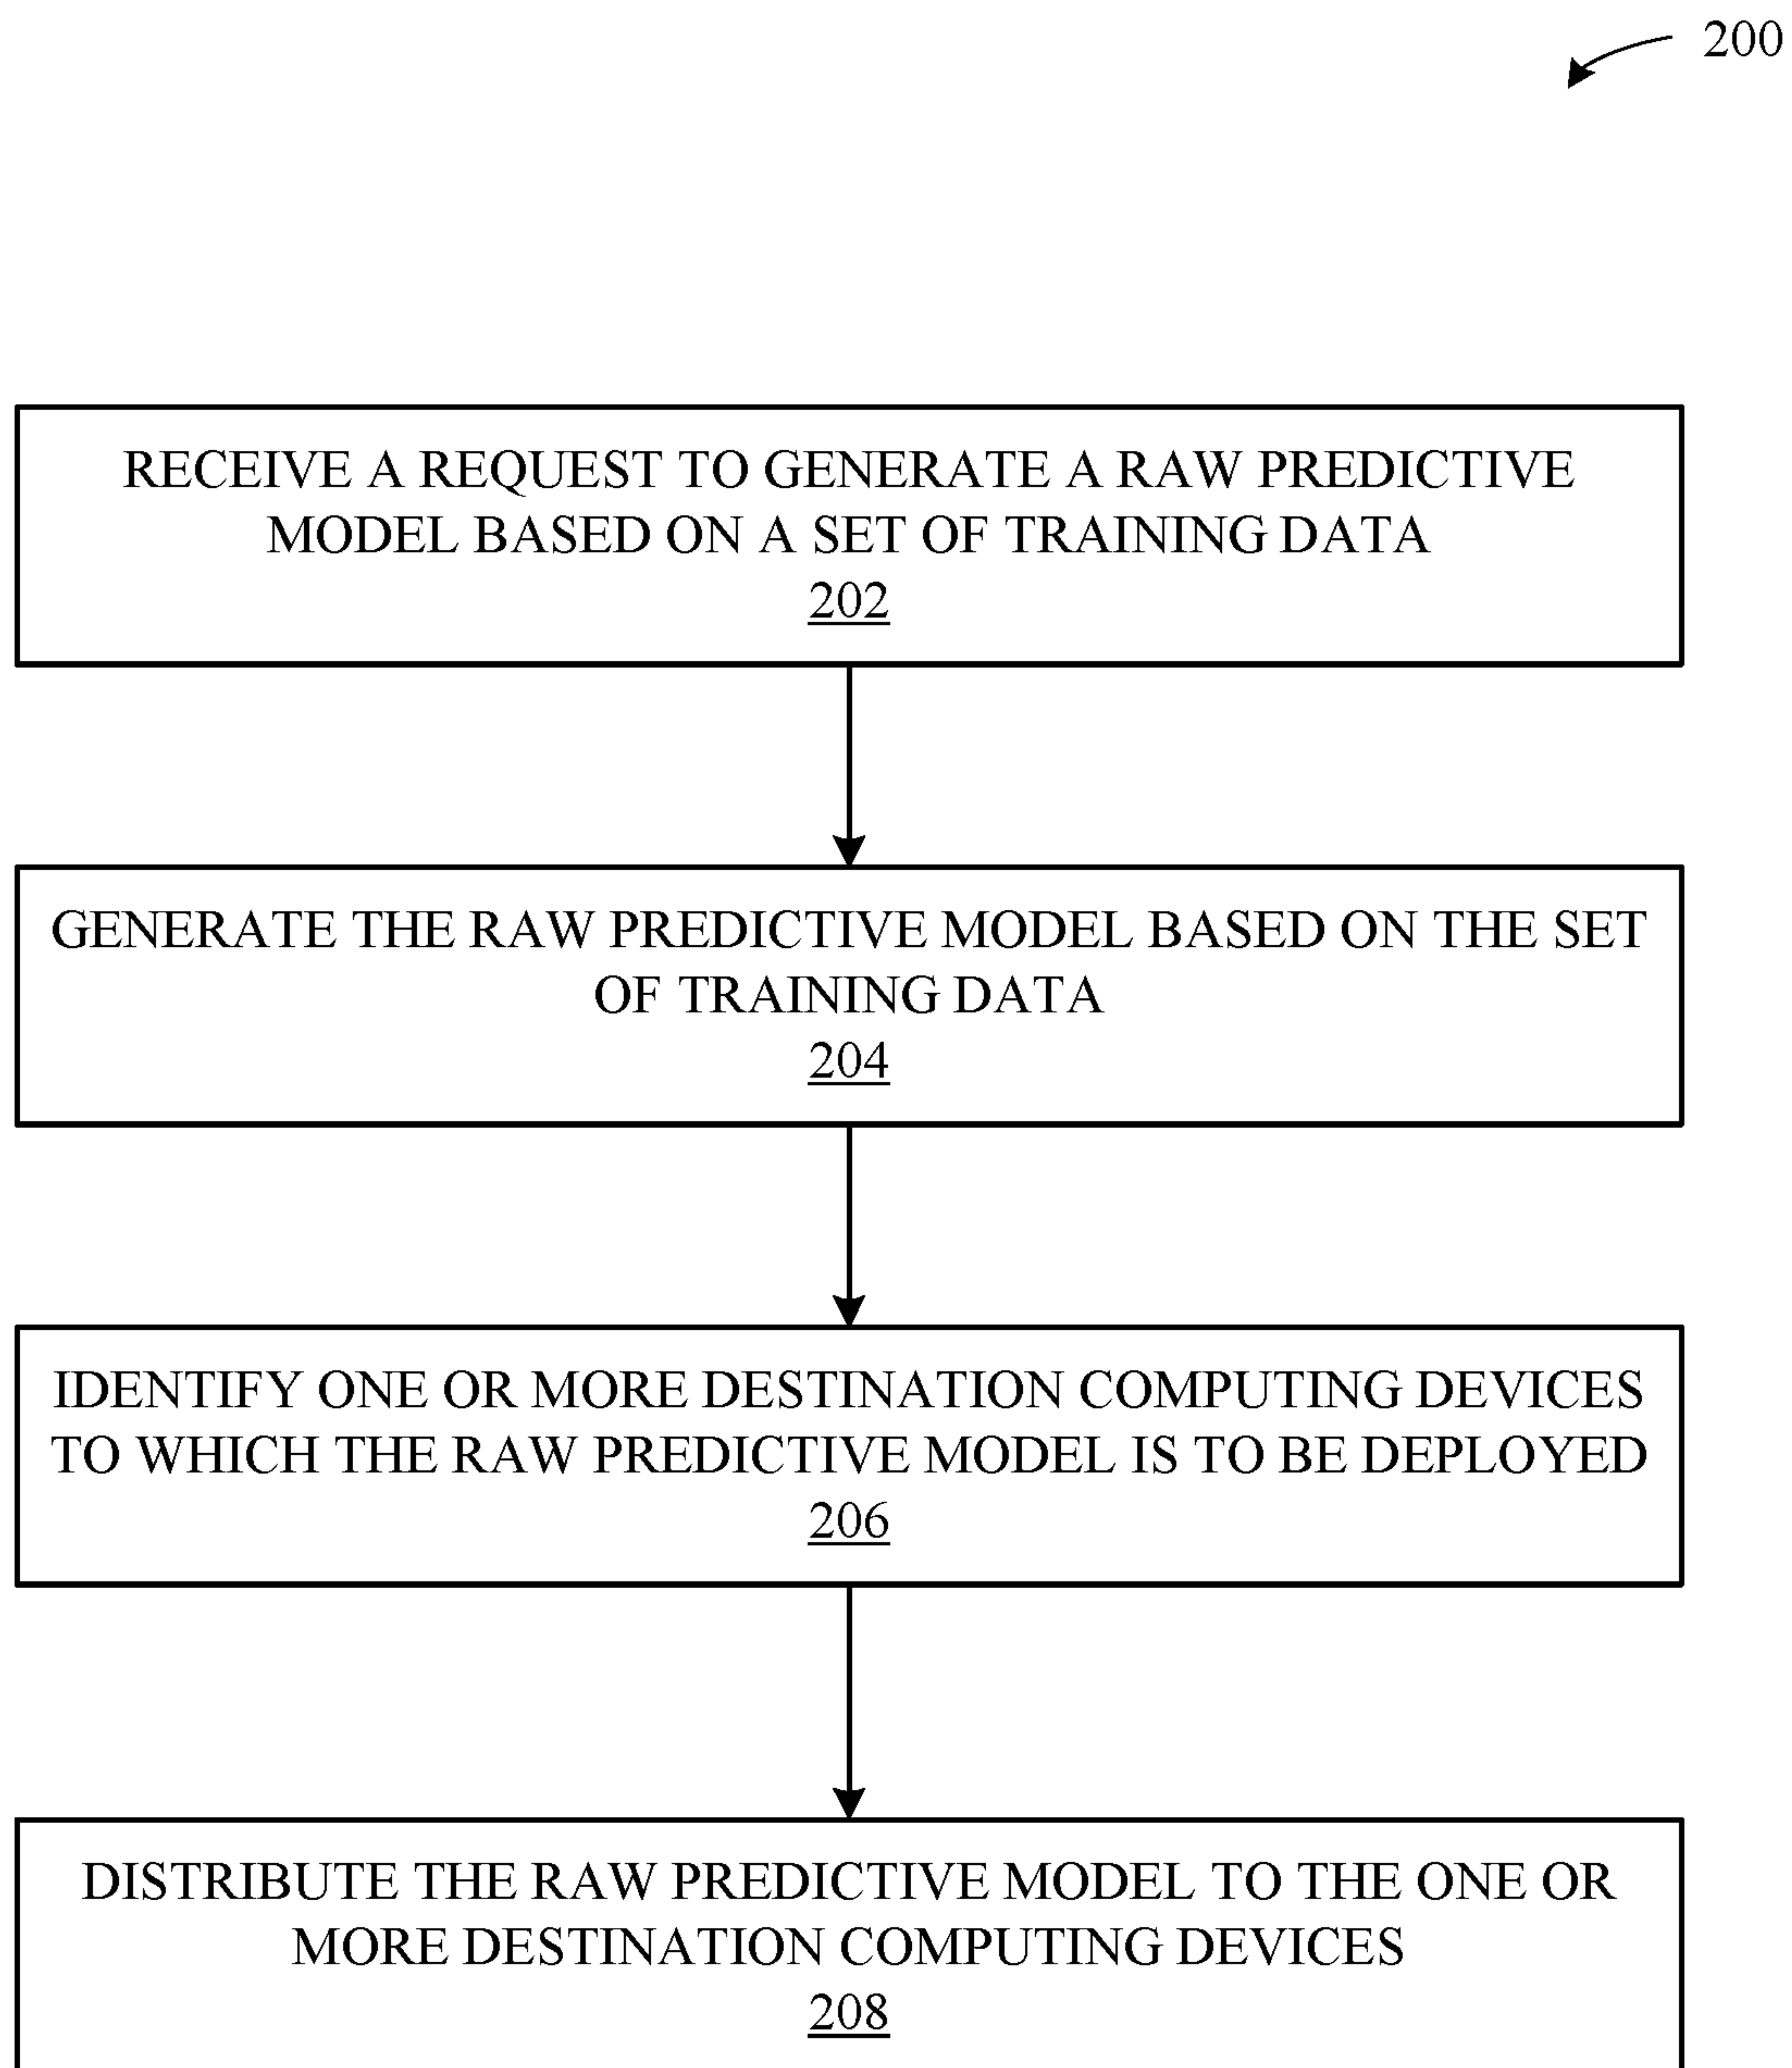 200
RECEIVE A REQUEST TO GENERATE A RAW PREDICTIVE
MODEL BASED ON A SET OF TRAINING DATA
202
GENERATE THE RAW PREDICTIVE MODEL BASED ON THE SET
OF TRAINING DATA
204
IDENTIFY ONE OR MORE DESTINATION COMPUTING DEVICES
TO WHICH THE RAW PREDICTIVE MODEL IS TO BE DEPLOYED
206
DISTRIBUTE THE RAW PREDICTIVE MODEL TO THE ONE OR
MORE DESTINATION COMPUTING DEVICES
208